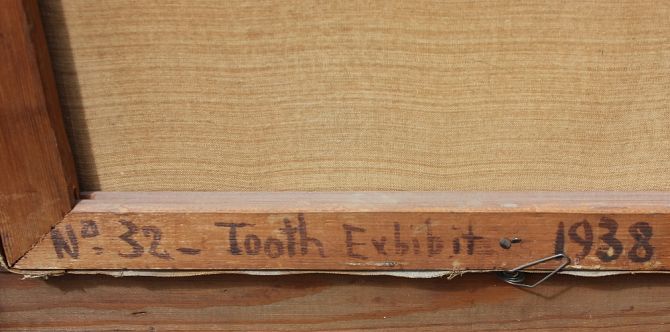 Nº 32 - Tooth Exhibit 1938